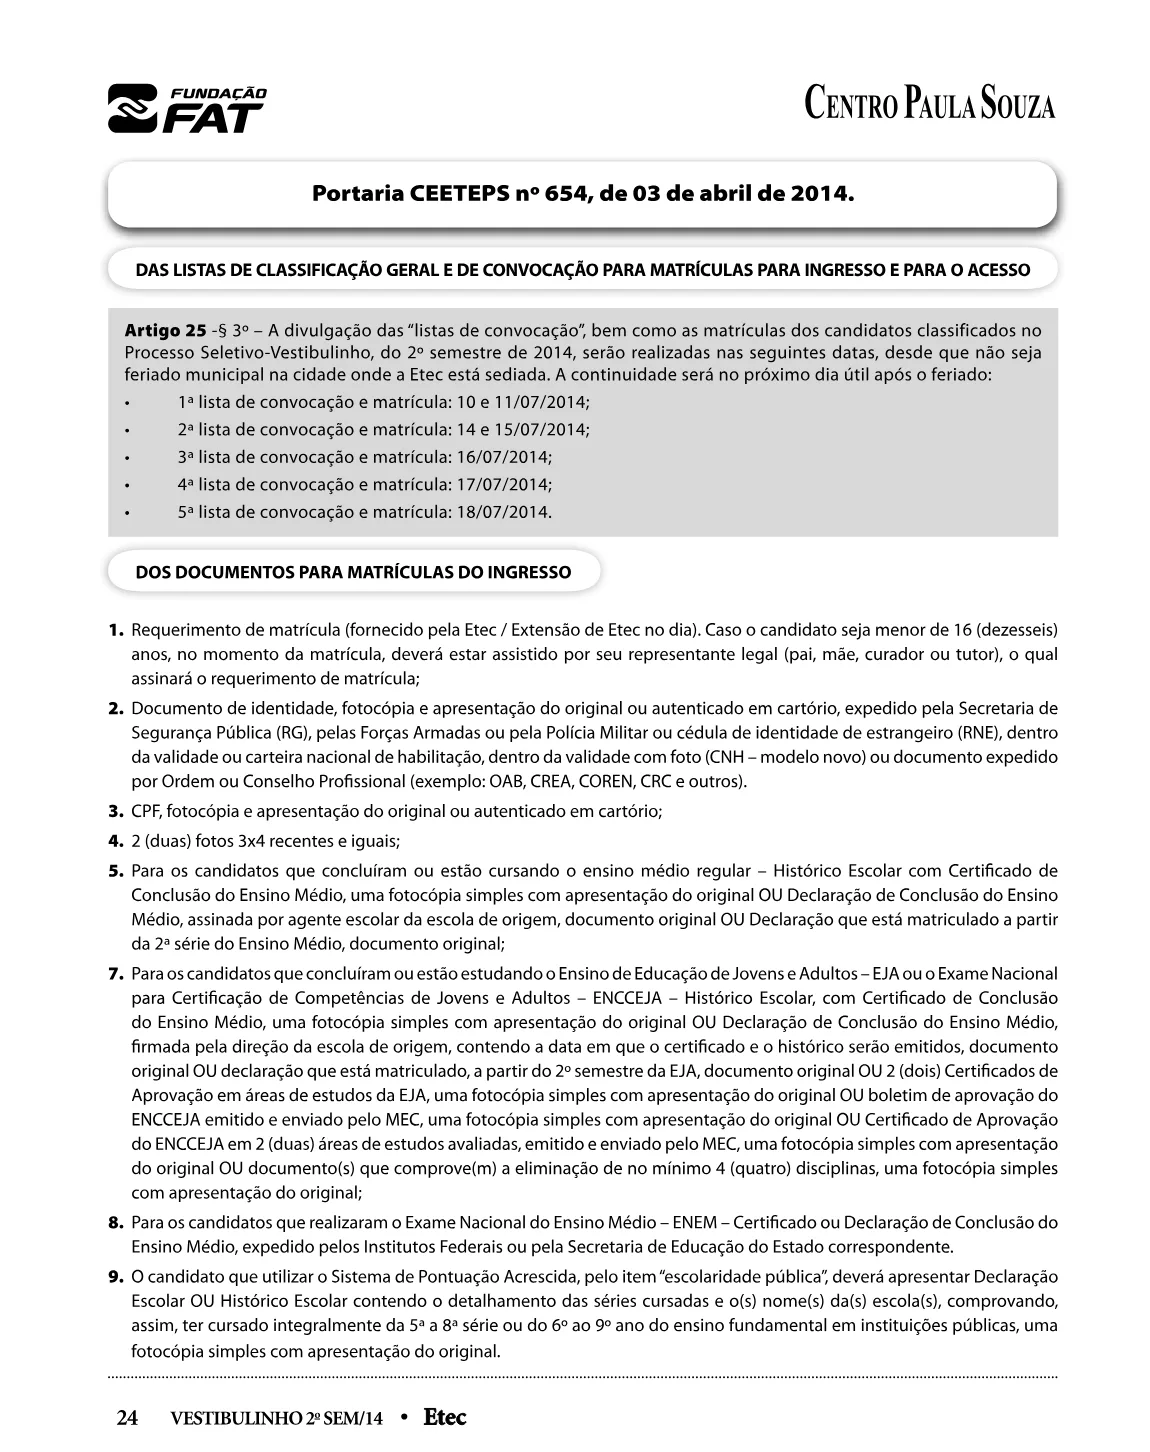 FUNDAÇÃO
FAT
CENTRO PAULA SOUZA
Portaria CEETEPS nº 654, de 03 de abril de 2014.
DAS LISTAS DE CLASSIFICAÇÃO GERAL E DE CONVOCAÇÃO PARA MATRÍCULAS PARA INGRESSO E PARA O ACESSO
Artigo 25 -§ 3º – A divulgação das “listas de convocação”, bem como as matrículas dos candidatos classificados no
Processo Seletivo-Vestibulinho, do 2º semestre de 2014, serão realizadas nas seguintes datas, desde que não seja
feriado municipal na cidade onde a Etec está sediada. A continuidade será no próximo dia útil após o feriado:
• 1ª lista de convocação e matrícula: 10 e 11/07/2014;
• 2ª lista de convocação e matrícula: 14 e 15/07/2014;
• 3ª lista de convocação e matrícula: 16/07/2014;
• 4ª lista de convocação e matrícula: 17/07/2014;
• 5ª lista de convocação e matrícula: 18/07/2014.
DOS DOCUMENTOS PARA MATRÍCULAS DO INGRESSO
1. Requerimento de matrícula (fornecido pela Etec / Extensão de Etec no dia). Caso o candidato seja menor de 16 (dezesseis)
anos, no momento da matrícula, deverá estar assistido por seu representante legal (pai, mãe, curador ou tutor), o qual
assinará o requerimento de matrícula;
2. Documento de identidade, fotocópia e apresentação do original ou autenticado em cartório, expedido pela Secretaria de
Segurança Pública (RG), pelas Forças Armadas ou pela Polícia Militar ou cédula de identidade de estrangeiro (RNE), dentro
da validade ou carteira nacional de habilitação, dentro da validade com foto (CNH – modelo novo) ou documento expedido
por Ordem ou Conselho Profissional (exemplo: OAB, CREA, COREN, CRC e outros).
3. CPF, fotocópia e apresentação do original ou autenticado em cartório;
4. 2 (duas) fotos 3x4 recentes e iguais;
5. Para os candidatos que concluíram ou estão cursando o ensino médio regular – Histórico Escolar com Certificado de
Conclusão do Ensino Médio, uma fotocópia simples com apresentação do original OU Declaração de Conclusão do Ensino
Médio, assinada por agente escolar da escola de origem, documento original OU Declaração que está matriculado a partir
da 2ª série do Ensino Médio, documento original;
7. Para os candidatos que concluíram ou estão estudando o Ensino de Educação de Jovens e Adultos – EJA ou o Exame Nacional
para Certificação de Competências de Jovens e Adultos – ENCCEJA – Histórico Escolar, com Certificado de Conclusão
do Ensino Médio, uma fotocópia simples com apresentação do original OU Declaração de Conclusão do Ensino Médio,
firmada pela direção da escola de origem, contendo a data em que o certificado e o histórico serão emitidos, documento
original OU declaração que está matriculado, a partir do 2º semestre da EJA, documento original OU 2 (dois) Certificados de
Aprovação em áreas de estudos da EJA, uma fotocópia simples com apresentação do original OU boletim de aprovação do
ENCCEJA emitido e enviado pelo MEC, uma fotocópia simples com apresentação do original OU Certificado de Aprovação
do ENCCEJA em 2 (duas) áreas de estudos avaliadas, emitido e enviado pelo MEC, uma fotocópia simples com apresentação
do original OU documento(s) que comprove(m) a eliminação de no mínimo 4 (quatro) disciplinas, uma fotocópia simples
com apresentação do original;
8. Para os candidatos que realizaram o Exame Nacional do Ensino Médio – ENEM – Certificado ou Declaração de Conclusão do
Ensino Médio, expedido pelos Institutos Federais ou pela Secretaria de Educação do Estado correspondente.
9. O candidato que utilizar o Sistema de Pontuação Acrescida, pelo item “escolaridade pública”, deverá apresentar Declaração
Escolar OU Histórico Escolar contendo o detalhamento das séries cursadas e o(s) nome(s) da(s) escola(s), comprovando,
assim, ter cursado integralmente da 5ª a 8ª série ou do 6º ao 9º ano do ensino fundamental em instituições públicas, uma
fotocópia simples com apresentação do original.
24 VESTIBULINHO 2º SEM/14 • Etec